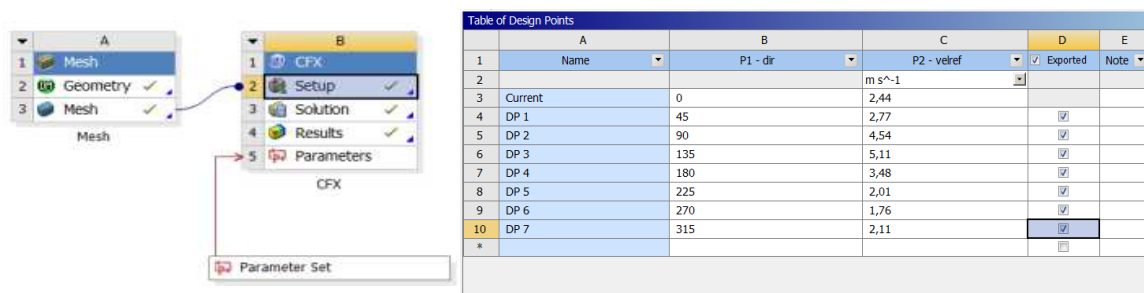 A
1 Mesh
2 Geometry
3 Mesh
Mesh
B
1 CFX
2 Setup
3 Solution
4 Results
5 Parameters
CFX
Parameter Set
Table of Design Points
A B C D E
1 Name P1 - dir P2 - velref Exported Note
2 m s^-1
3 Current 0 2,44
4 DP 1 45 2,77
5 DP 2 90 4,54
6 DP 3 135 5,11
7 DP 4 180 3,48
8 DP 5 225 2,01
9 DP 6 270 1,76
10 DP 7 315 2,11
*